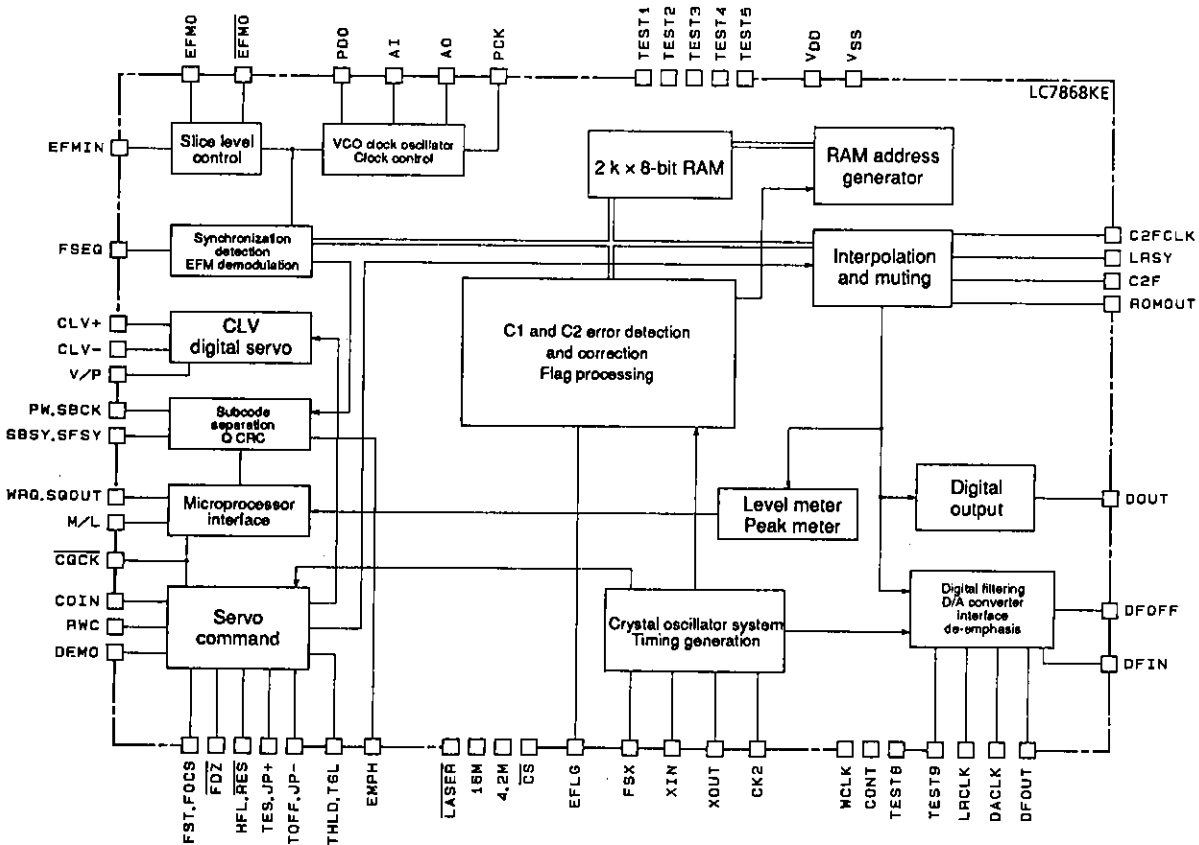 EFMO
EFMO
PDO
AI
AO
PCK
TEST1
TEST2
TEST3
TEST4
TEST5
VDD
VSS
LC7868KE
EFMIN
Slice level
control
VCO clock oscillator
Clock control
2 k × 8-bit RAM
RAM address
generator
FSEQ
Synchronization
detection
EFM demodulation
Interpolation
and muting
C2FCLK
LRSY
C2F
ROMOUT
CLV+
CLV-
V/P
CLV
digital servo
C1 and C2 error detection
and correction
Flag processing
PW,SBCK
SBSY,SFSY
Subcode
separation
Q CRC
WRQ,SQOUT
M/L
Microprocessor
interface
Level meter
Peak meter
Digital
output
DOUT
CQCK
COIN
RWC
DEMO
Servo
command
Crystal oscillator system
Timing generation
Digital filtering
D/A converter
interface
de-emphasis
DFOFF
DFIN
FST,FOCS
FDZ
HFL,RES
TES,JP+
TOFF,JP-
THLD,TGL
EMPH
LASER
16M
4.2M
CS
EFLG
FSX
XIN
XOUT
CK2
WCLK
CONT
TEST8
TEST9
LRCLK
DACLK
DFOUT